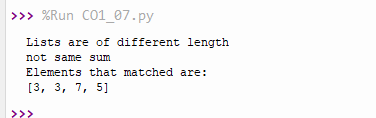 >>> %Run CO1_07.py
Lists are of different length
not same sum
Elements that matched are:
[3, 3, 7, 5]
>>>